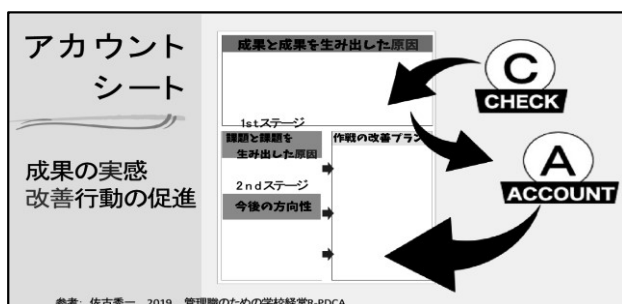 アカウント
シート
成果の実感
改善行動の促進
成果と成果を生み出した原因
1stステージ
課題と課題を
生み出した原因
作戦の改善プラン
2ndステージ
今後の方向性
C
CHECK
A
ACCOUNT
参考: 佐古秀一 2019 管理職のための学校経営R-PDCA